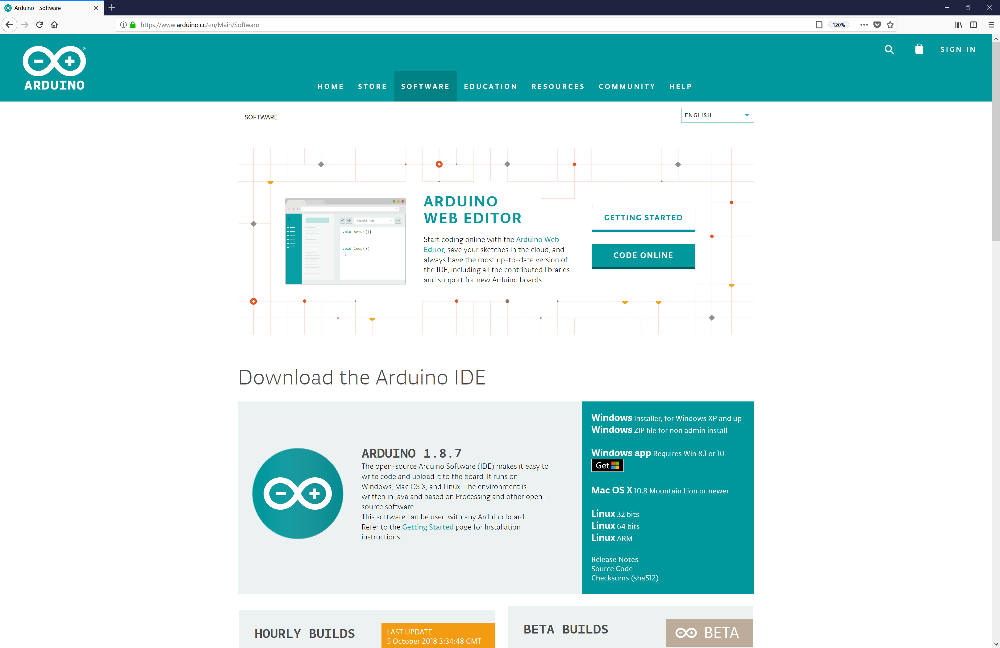 Arduino - Software
https://www.arduino.cc/en/Main/Software
120%
ARDUINO
®
SIGN IN
HOME
STORE
SOFTWARE
EDUCATION
RESOURCES
COMMUNITY
HELP
SOFTWARE
ENGLISH
Board & Port
void setup(){
}
void loop(){
}
ARDUINO
WEB EDITOR
Start coding online with the Arduino Web
Editor, save your sketches in the cloud, and
always have the most up-to-date version of
the IDE, including all the contributed libraries
and support for new Arduino boards.
GETTING STARTED
CODE ONLINE
Download the Arduino IDE
ARDUINO 1.8.7
The open-source Arduino Software (IDE) makes it easy to
write code and upload it to the board. It runs on
Windows, Mac OS X, and Linux. The environment is
written in Java and based on Processing and other open-
source software.
This software can be used with any Arduino board.
Refer to the Getting Started page for Installation
instructions.
Windows Installer, for Windows XP and up
Windows ZIP file for non admin install
Windows app Requires Win 8.1 or 10
Get
Mac OS X 10.8 Mountain Lion or newer
Linux 32 bits
Linux 64 bits
Linux ARM
Release Notes
Source Code
Checksums (sha512)
HOURLY BUILDS
LAST UPDATE
5 October 2018 3:34:48 GMT
BETA BUILDS
BETA